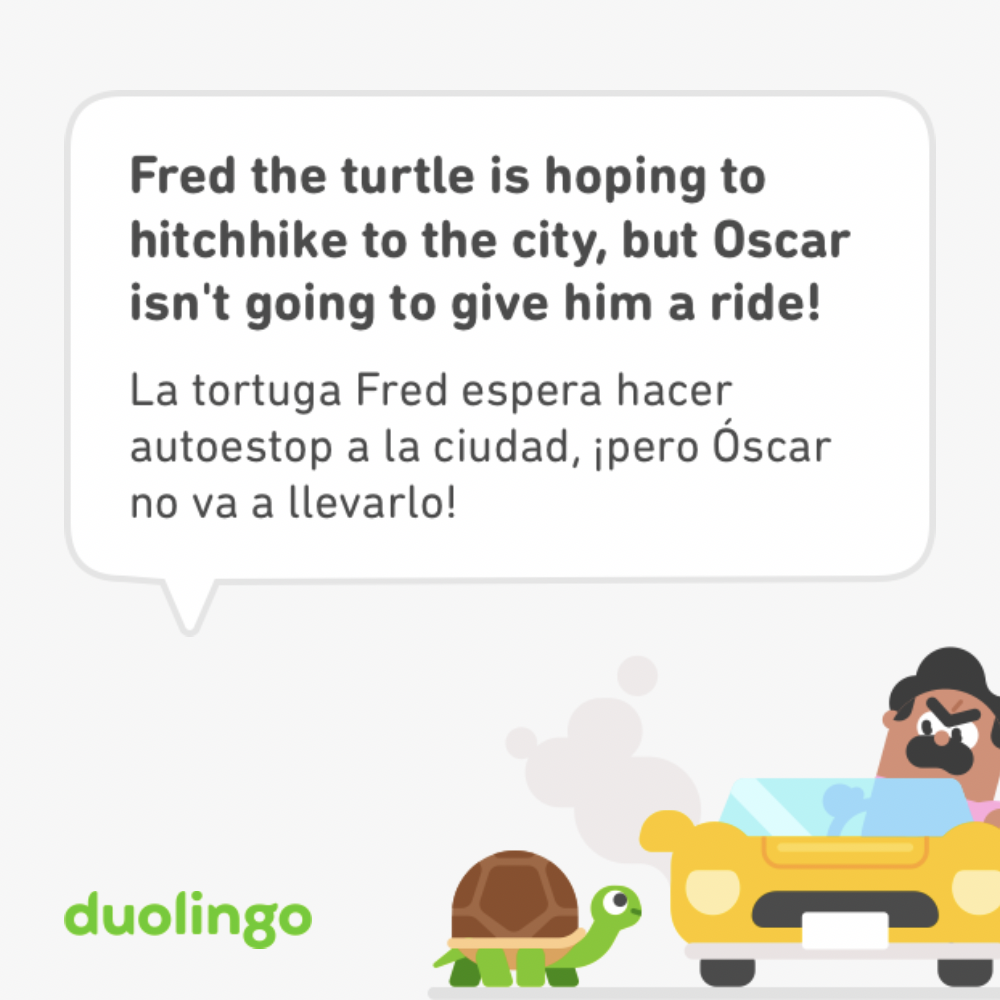 Fred the turtle is hoping to
hitchhike to the city, but Oscar
isn't going to give him a ride!
La tortuga Fred espera hacer
autoestop a la ciudad, ¡pero Óscar
no va a llevarlo!
duolingo